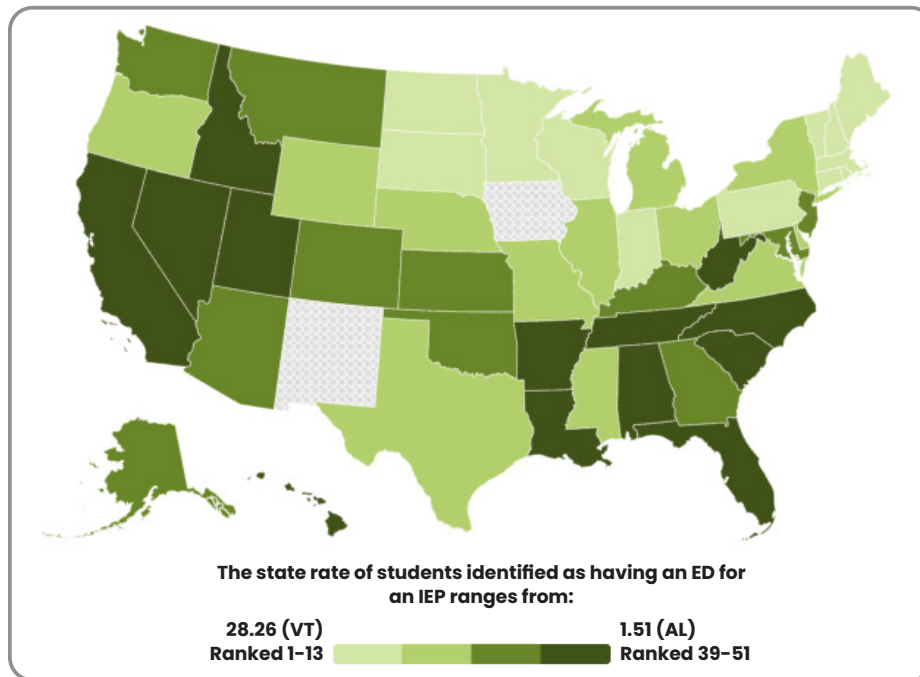 The state rate of students identified as having an ED for
an IEP ranges from:
28.26 (VT)
Ranked 1-13
1.51 (AL)
Ranked 39-51